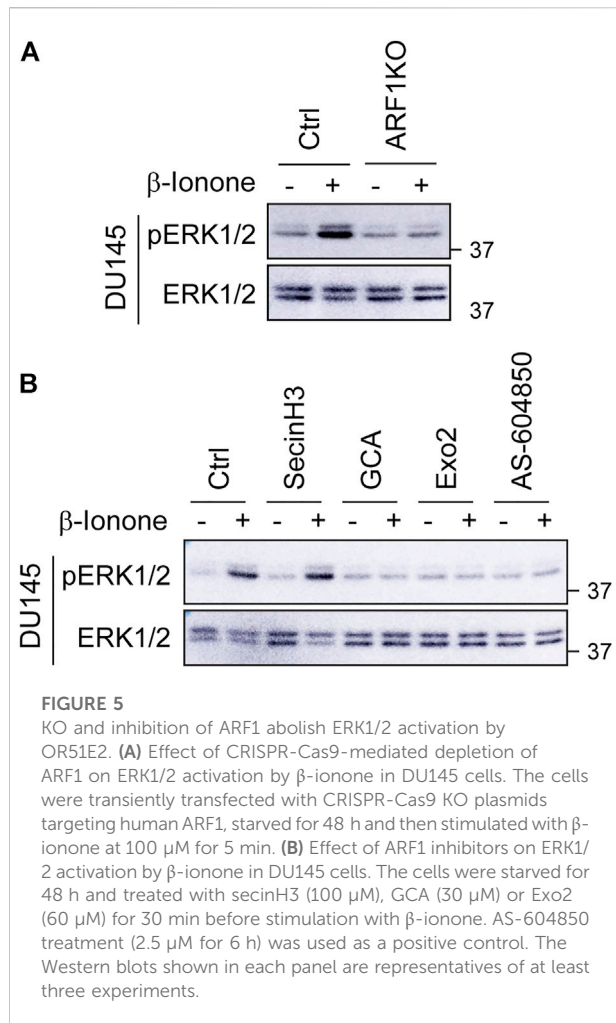 A
Ctrl
ARF1KO
β-Ionone - + - +
DU145
pERK1/2
37
ERK1/2
37
B
Ctrl
SecinH3
GCA
Exo2
AS-604850
β-Ionone - + - + - + - + - +
DU145
pERK1/2
37
ERK1/2
37
FIGURE 5
KO and inhibition of ARF1 abolish ERK1/2 activation by
OR51E2. (A) Effect of CRISPR-Cas9-mediated depletion of
ARF1 on ERK1/2 activation by β-ionone in DU145 cells. The cells
were transiently transfected with CRISPR-Cas9 KO plasmids
targeting human ARF1, starved for 48 h and then stimulated with β-
ionone at 100 μM for 5 min. (B) Effect of ARF1 inhibitors on ERK1/
2 activation by β-ionone in DU145 cells. The cells were starved for
48 h and treated with secinH3 (100 μM), GCA (30 μM) or Exo2
(60 μM) for 30 min before stimulation with β-ionone. AS-604850
treatment (2.5 μM for 6 h) was used as a positive control. The
Western blots shown in each panel are representatives of at least
three experiments.